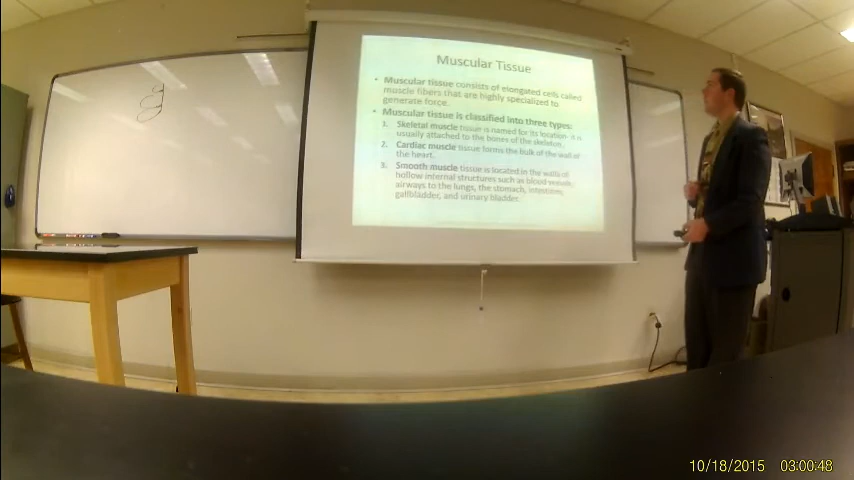 Muscular Tissue
• Muscular tissue consists of elongated cells called
muscle fibers that are highly specialized to
generate force.
• Muscular tissue is classified into three types:
1. Skeletal muscle tissue is named for its location- it is
usually attached to the bones of the skeleton.
2. Cardiac muscle tissue forms the bulk of the wall of
the heart.
3. Smooth muscle tissue is located in the walls of
hollow internal structures such as blood vessels,
airways to the lungs, the stomach, intestines,
gallbladder, and urinary bladder.
10/18/2015 03:00:48